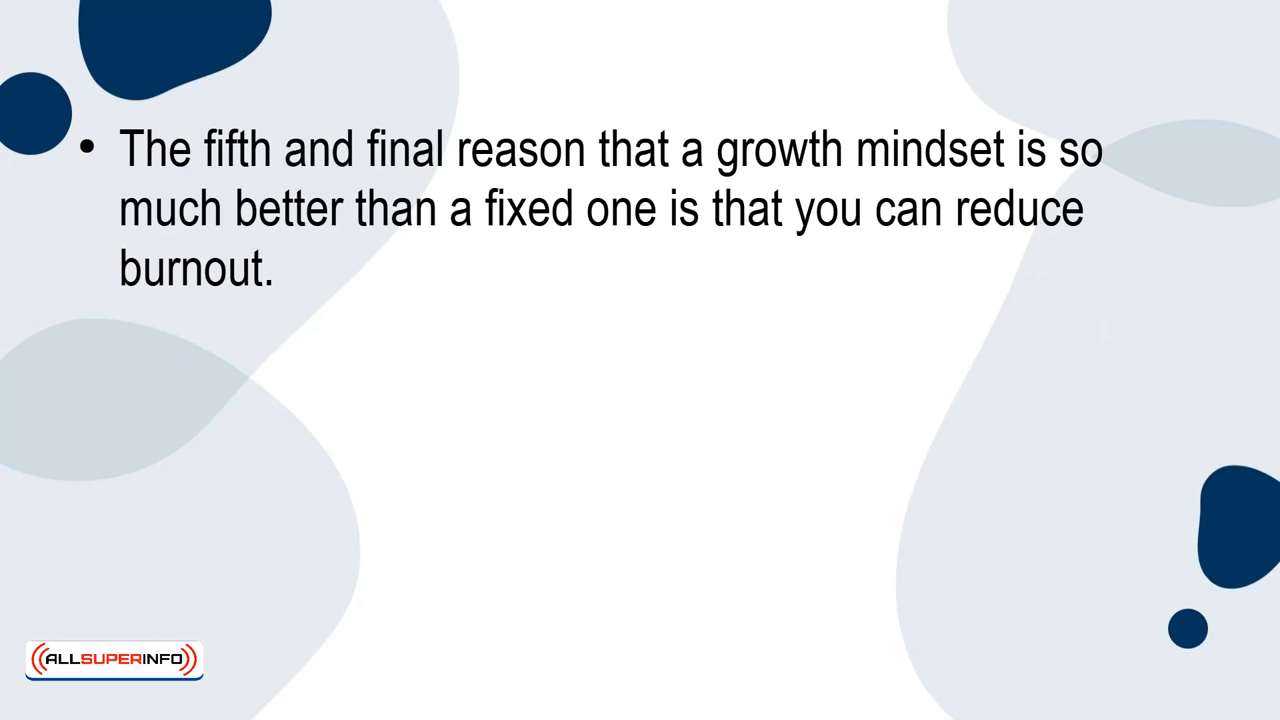 • The fifth and final reason that a growth mindset is so
much better than a fixed one is that you can reduce
burnout.
ALLSUPERINFO